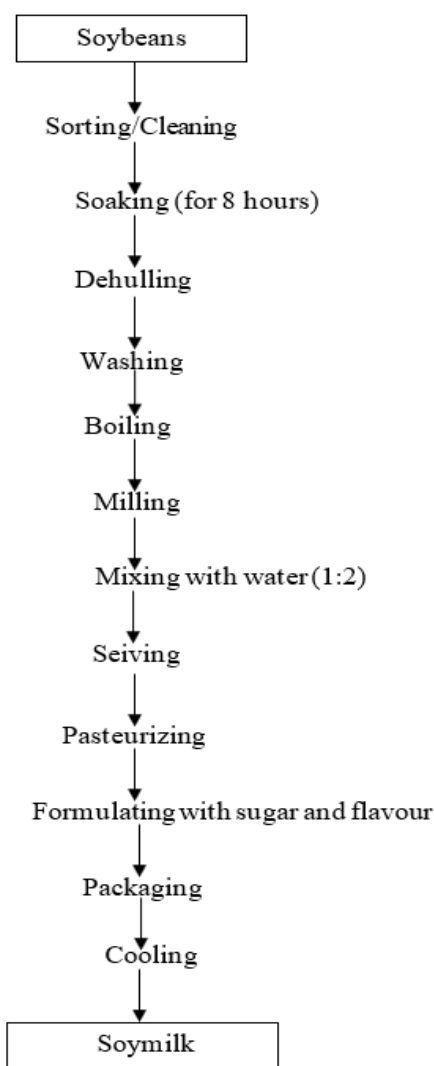 Soybeans
Sorting/Cleaning
Soaking (for 8 hours)
Dehulling
Washing
Boiling
Milling
Mixing with water (1:2)
Seiving
Pasteurizing
Formulating with sugar and flavour
Packaging
Cooling
Soymilk